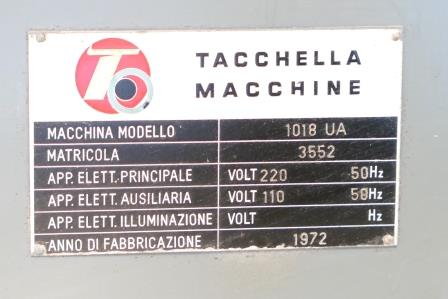 T
TACCHELLA
MACCHINE
MACCHINA MODELLO 1018 UA
MATRICOLA 3552
APP. ELETT. PRINCIPALE VOLT 220 50Hz
APP. ELETT. AUSILIARIA VOLT 110 50Hz
APP. ELETT. ILLUMINAZIONE VOLT Hz
ANNO DI FABBRICAZIONE 1972